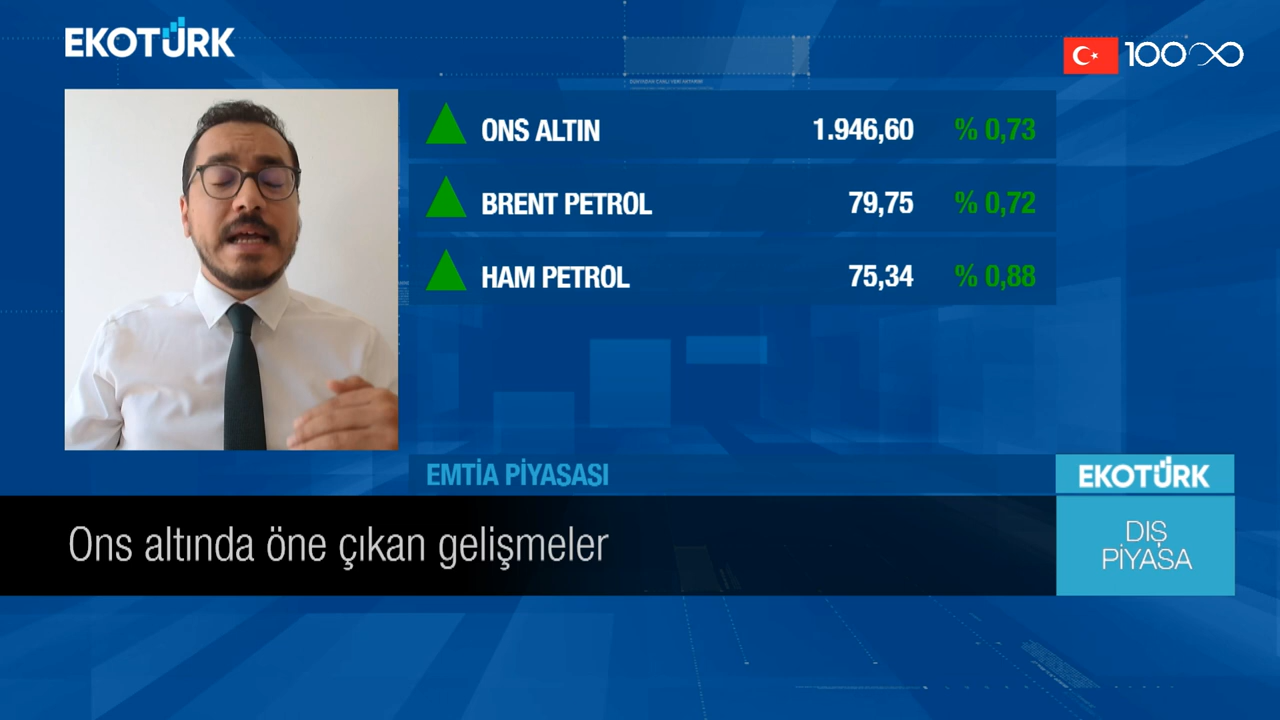 EKOTÜRK
100
ONS ALTIN 1.946,60 % 0,73
BRENT PETROL 79,75 % 0,72
HAM PETROL 75,34 % 0,88
EMTİA PİYASASI
EKOTÜRK
Ons altında öne çıkan gelişmeler
DIŞ
PİYASA